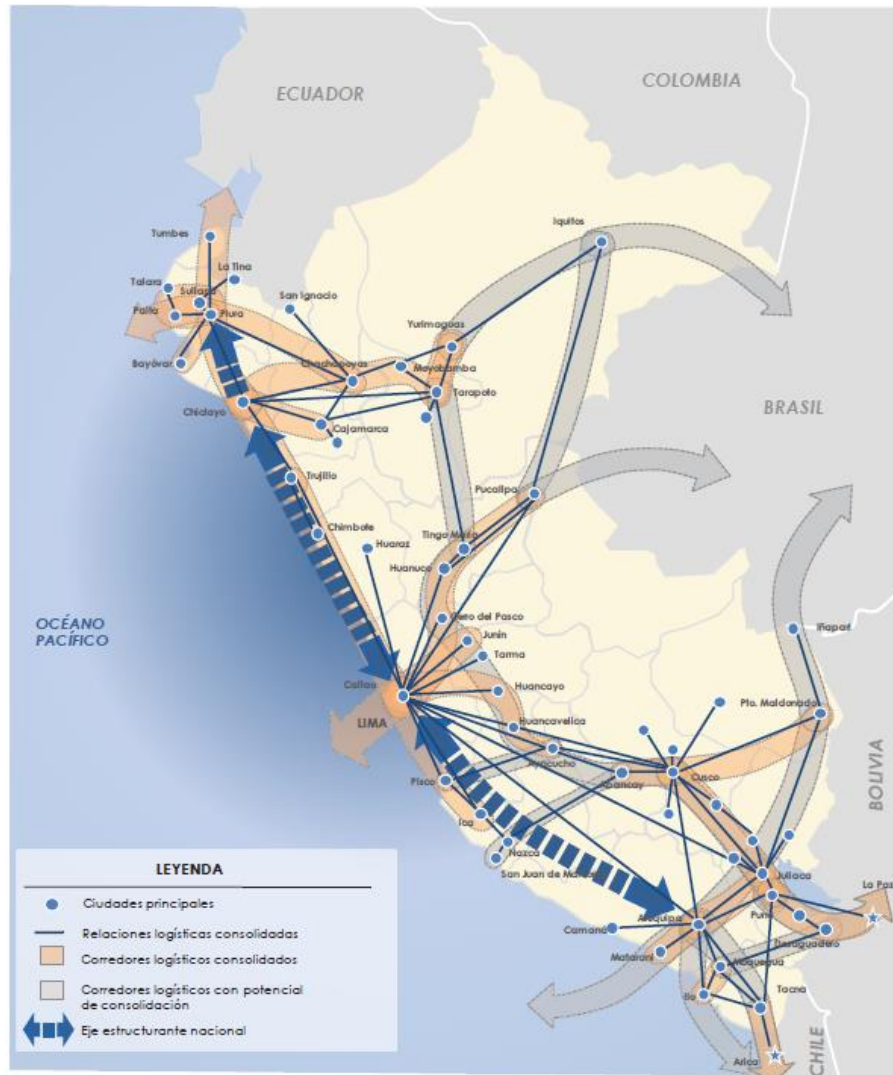 ECUADOR
COLOMBIA
Tumbes
Iquitos
La Tina
Talara
Sullana
San Ignacio
Paita
Piura
Yurimaguas
Bayóvar
Chachapoyas
Moyobamba
Tarapoto
Chiclayo
BRASIL
Cajamarca
Trujillo
Pucallpa
Chimbote
Tingo María
Huaraz
Huanuco
OCÉANO
PACÍFICO
Cerro del Pasco
Junín
Iñapari
Tarma
Callao
Huancayo
LIMA
Huancavelica
Pto. Maldonado
Ayacucho
BOLIVIA
Pisco
Abancay
Cusco
Ica
Nazca
San Juan de Marcona
Juliaca
La Paz
Arequipa
Puno
Camaná
Desaguadero
Matarani
Moquegua
Ilo
Tacna
Arica
CHILE
LEYENDA
Ciudades principales
Relaciones logísticas consolidadas
Corredores logísticos consolidados
Corredores logísticos con potencial
de consolidación
Eje estructurante nacional